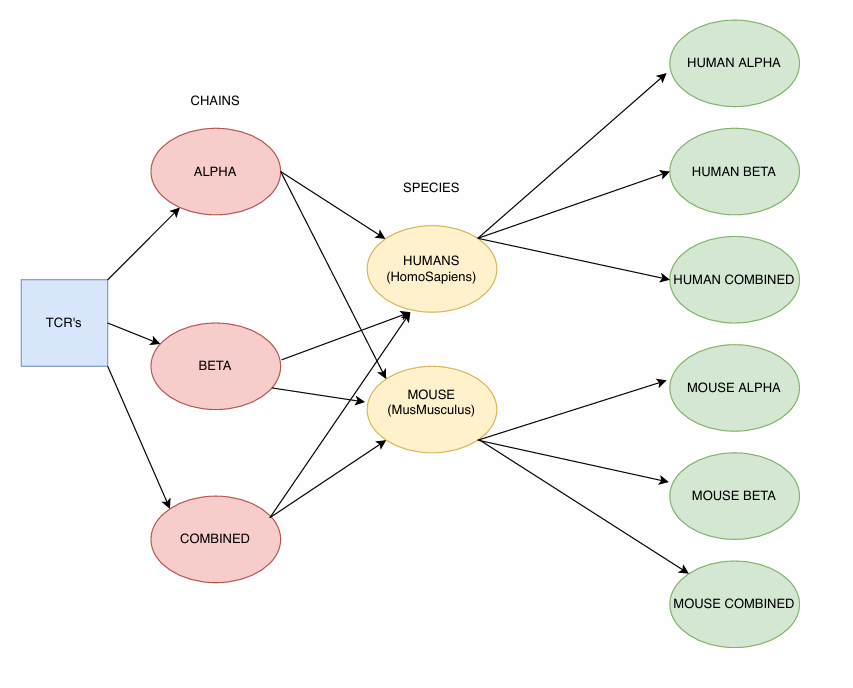 CHAINS
SPECIES
TCR's
ALPHA
BETA
COMBINED
HUMANS
(HomoSapiens)
MOUSE
(MusMusculus)
HUMAN ALPHA
HUMAN BETA
HUMAN COMBINED
MOUSE ALPHA
MOUSE BETA
MOUSE COMBINED